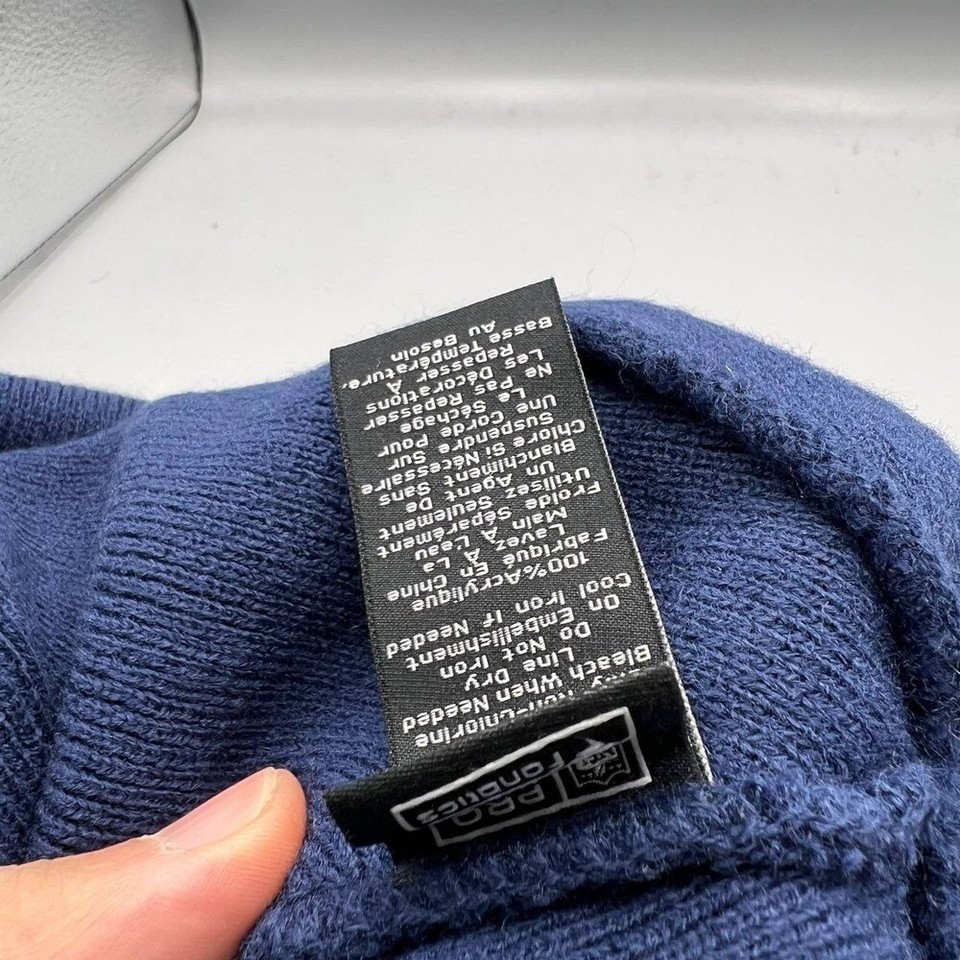 Non-Chlorine
Bleach When Needed
Line Dry
Do Not Iron
On Embellishment
Cool Iron If Needed
100%Acrylique
Fabriqué En Chine
Lavez À La
Main Séparément À L'eau
Froide Seulement
Utilisez Un Agent De
Blanchiment Sans
Chlore Si Nécessaire
Suspendre Sur
Une Corde Pour
Le Séchage
Ne Pas Repasser
Les Décorations
Repasser À
Basse Température,
Au Besoin
PRO
Fanatics